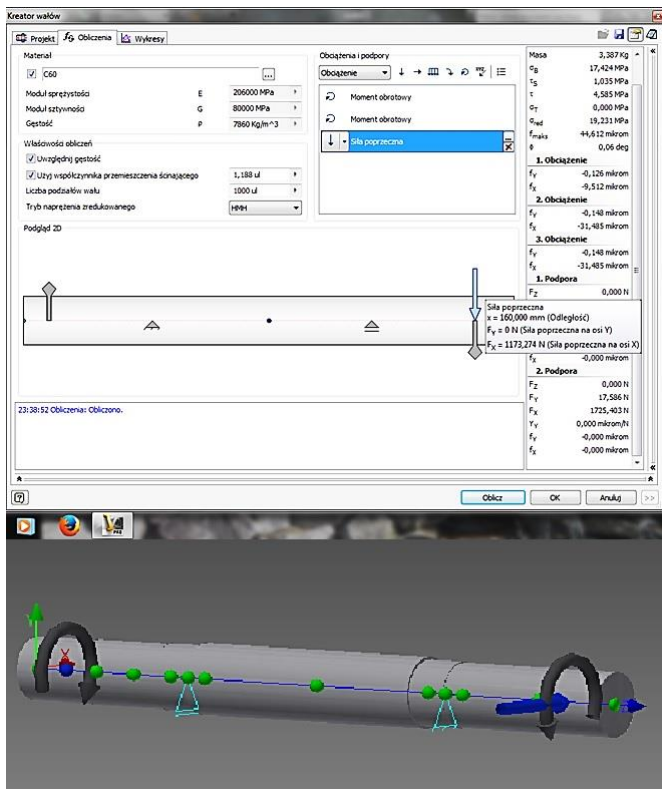 Kreator wałów
Projekt Obliczenia Wykresy
Materiał
C60 ...
Moduł sprężystości E 206000 MPa
Moduł sztywności G 80000 MPa
Gęstość ρ 7860 Kg/m^3
Właściwości obliczeń
Uwzględnij gęstość
Użyj współczynnika przemieszczenia ścinającego 1,188 ul
Liczba podziałów wału 1000 ul
Tryb naprężenia zredukowanego HMH
Obciążenia i podpory
Obciążenie
Moment obrotowy
Moment obrotowy
Siła poprzeczna
Podgląd 2D
Siła poprzeczna
x = 160,000 mm (Odległość)
FY = 0 N (Siła poprzeczna na osi Y)
FX = 1173,274 N (Siła poprzeczna na osi X)
Masa 3,387 Kg
σB 17,424 MPa
τS 1,035 MPa
τ 4,585 MPa
σT 0,000 MPa
σred 19,231 MPa
fmaks 44,612 mikrom
φ 0,06 deg
1. Obciążenie
fY -0,126 mikrom
fX -9,512 mikrom
2. Obciążenie
fY -0,148 mikrom
fX -31,485 mikrom
3. Obciążenie
fY -0,148 mikrom
fX -31,485 mikrom
1. Podpora
FZ 0,000 N
fX -0,000 mikrom
2. Podpora
FZ 0,000 N
FY 17,586 N
FX 1725,403 N
YY 0,000 mikrom/N
fY -0,000 mikrom
fX -0,000 mikrom
23:38:52 Obliczenia: Obliczono.
Oblicz OK Anuluj >>
PRO
X